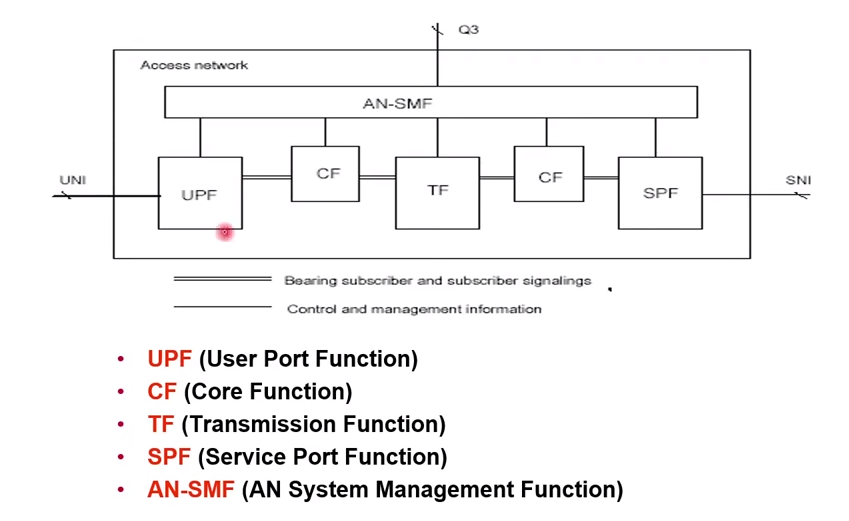 Q3
Access network
AN-SMF
UNI
UPF
CF
TF
CF
SPF
SNI
Bearing subscriber and subscriber signalings
Control and management information
• UPF (User Port Function)
• CF (Core Function)
• TF (Transmission Function)
• SPF (Service Port Function)
• AN-SMF (AN System Management Function)